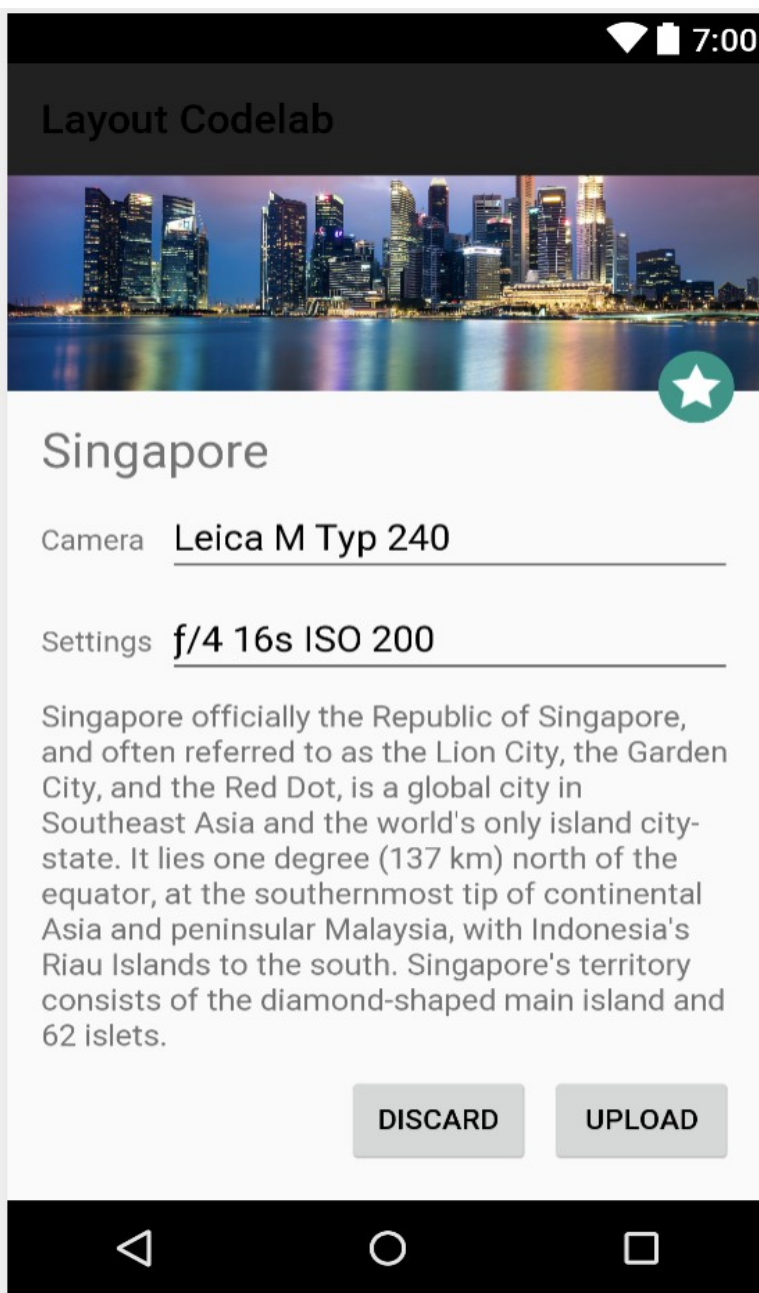 7:00
Layout Codelab
Singapore
Camera Leica M Typ 240
Settings ƒ/4 16s ISO 200
Singapore officially the Republic of Singapore,
and often referred to as the Lion City, the Garden
City, and the Red Dot, is a global city in
Southeast Asia and the world's only island city-
state. It lies one degree (137 km) north of the
equator, at the southernmost tip of continental
Asia and peninsular Malaysia, with Indonesia's
Riau Islands to the south. Singapore's territory
consists of the diamond-shaped main island and
62 islets.
DISCARD UPLOAD